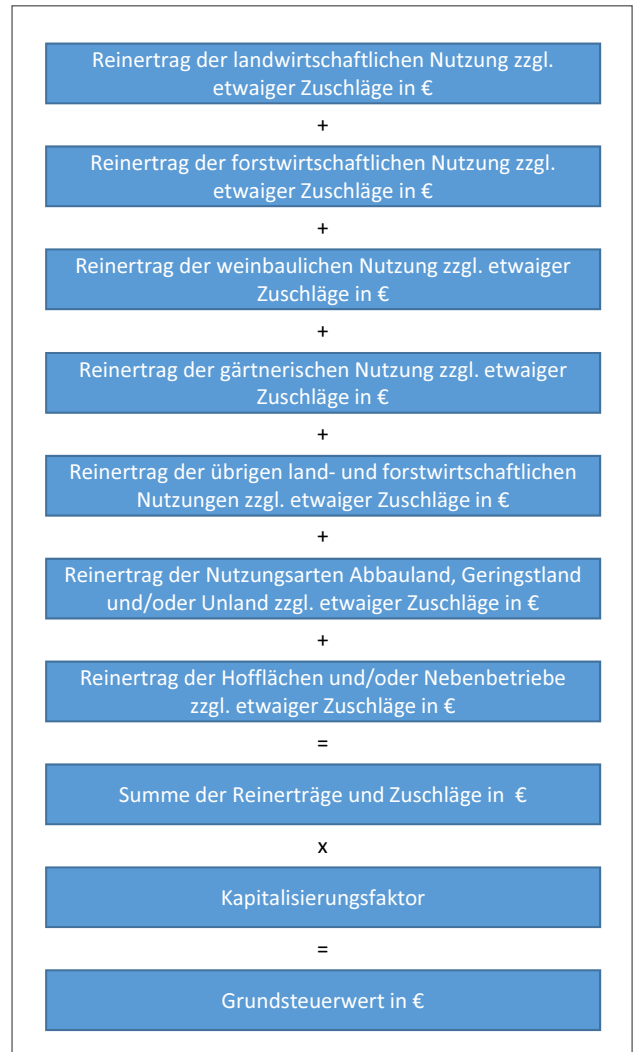 Reinertrag der landwirtschaftlichen Nutzung zzgl.
etwaiger Zuschläge in €
+
Reinertrag der forstwirtschaftlichen Nutzung zzgl.
etwaiger Zuschläge in €
+
Reinertrag der weinbaulichen Nutzung zzgl. etwaiger
Zuschläge in €
+
Reinertrag der gärtnerischen Nutzung zzgl. etwaiger
Zuschläge in €
+
Reinertrag der übrigen land- und forstwirtschaftlichen
Nutzungen zzgl. etwaiger Zuschläge in €
+
Reinertrag der Nutzungsarten Abbauland, Geringstland
und/oder Unland zzgl. etwaiger Zuschläge in €
+
Reinertrag der Hofflächen und/oder Nebenbetriebe
zzgl. etwaiger Zuschläge in €
=
Summe der Reinerträge und Zuschläge in €
x
Kapitalisierungsfaktor
=
Grundsteuerwert in €